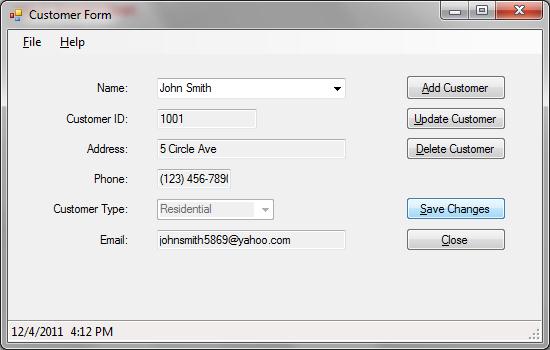 Customer Form
File Help
Name: John Smith Add Customer
Customer ID: 1001 Update Customer
Address: 5 Circle Ave Delete Customer
Phone: (123) 456-789
Customer Type: Residential Save Changes
Email: johnsmith5869@yahoo.com Close
12/4/2011 4:12 PM